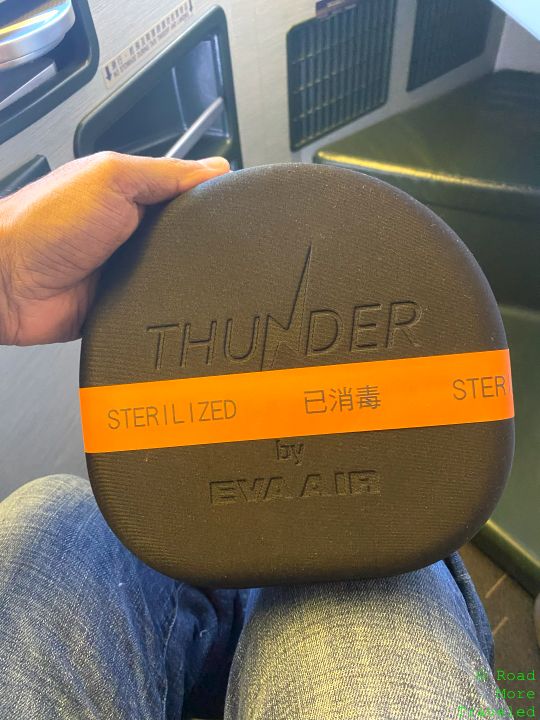 THUNDER
STERILIZED 已消毒 STER
by
EVA AIR
A Road
More
Traveled